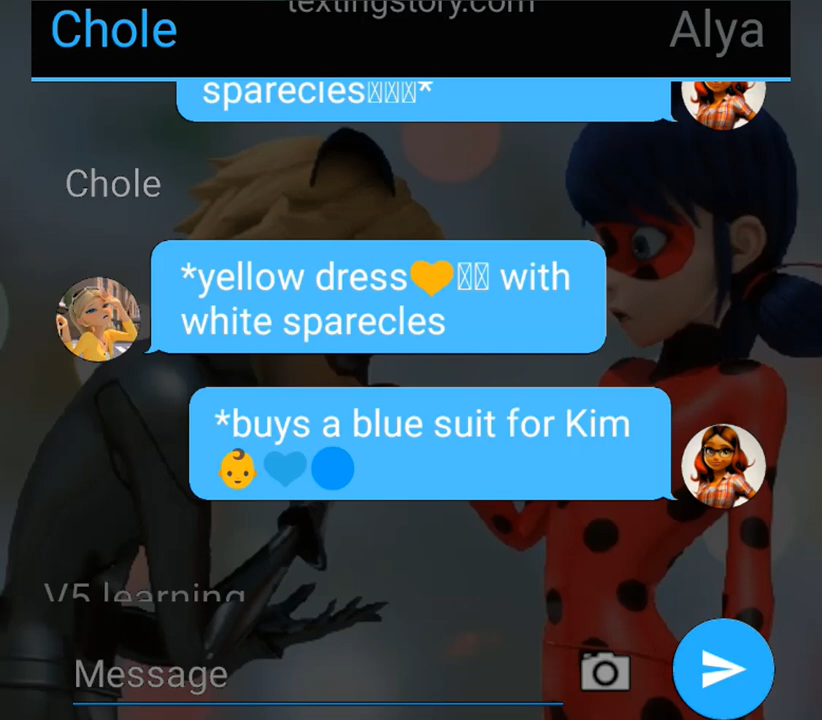 textingstory.com
Chole Alya
sparecles*
Chole
*yellow dress🧡 with
white sparecles
*buys a blue suit for Kim
👶💙🔵
V5 learning
Message